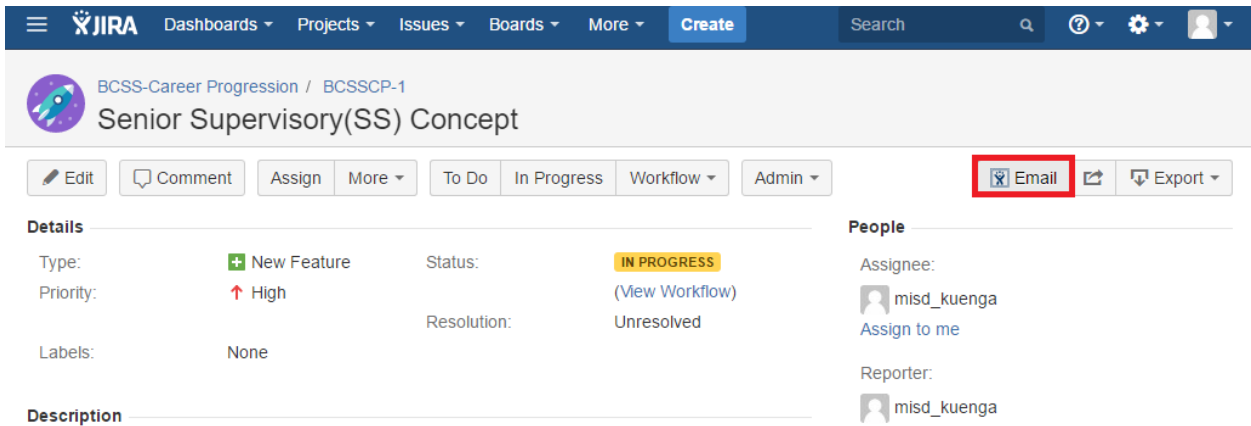 JIRA Dashboards Projects Issues Boards More Create Search
BCSS-Career Progression / BCSSCP-1
Senior Supervisory(SS) Concept
Edit Comment Assign More To Do In Progress Workflow Admin Email Export
Details
Type: New Feature
Priority: High
Labels: None
Status: IN PROGRESS
(View Workflow)
Resolution: Unresolved
Description
People
Assignee:
misd_kuenga
Assign to me
Reporter:
misd_kuenga